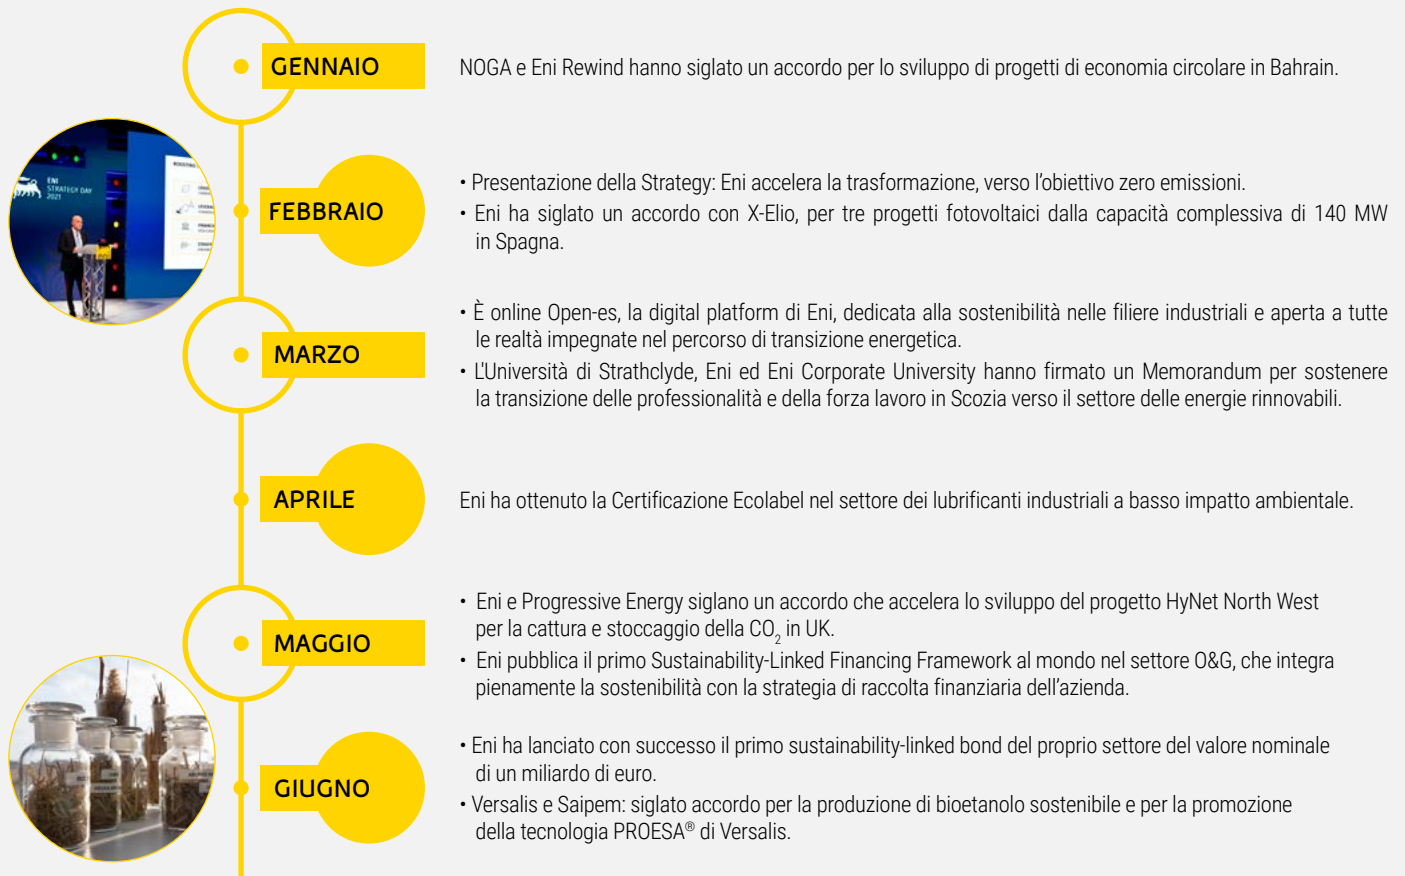 GENNAIO
NOGA e Eni Rewind hanno siglato un accordo per lo sviluppo di progetti di economia circolare in Bahrain.
ENI
STRATEGY DAY
2021
FEBBRAIO
• Presentazione della Strategy: Eni accelera la trasformazione, verso l’obiettivo zero emissioni.
• Eni ha siglato un accordo con X-Elio, per tre progetti fotovoltaici dalla capacità complessiva di 140 MW
in Spagna.
MARZO
• È online Open-es, la digital platform di Eni, dedicata alla sostenibilità nelle filiere industriali e aperta a tutte
le realtà impegnate nel percorso di transizione energetica.
• L'Università di Strathclyde, Eni ed Eni Corporate University hanno firmato un Memorandum per sostenere
la transizione delle professionalità e della forza lavoro in Scozia verso il settore delle energie rinnovabili.
APRILE
Eni ha ottenuto la Certificazione Ecolabel nel settore dei lubrificanti industriali a basso impatto ambientale.
MAGGIO
• Eni e Progressive Energy siglano un accordo che accelera lo sviluppo del progetto HyNet North West
per la cattura e stoccaggio della CO₂ in UK.
• Eni pubblica il primo Sustainability-Linked Financing Framework al mondo nel settore O&G, che integra
pienamente la sostenibilità con la strategia di raccolta finanziaria dell’azienda.
GIUGNO
• Eni ha lanciato con successo il primo sustainability-linked bond del proprio settore del valore nominale
di un miliardo di euro.
• Versalis e Saipem: siglato accordo per la produzione di bioetanolo sostenibile e per la promozione
della tecnologia PROESA® di Versalis.